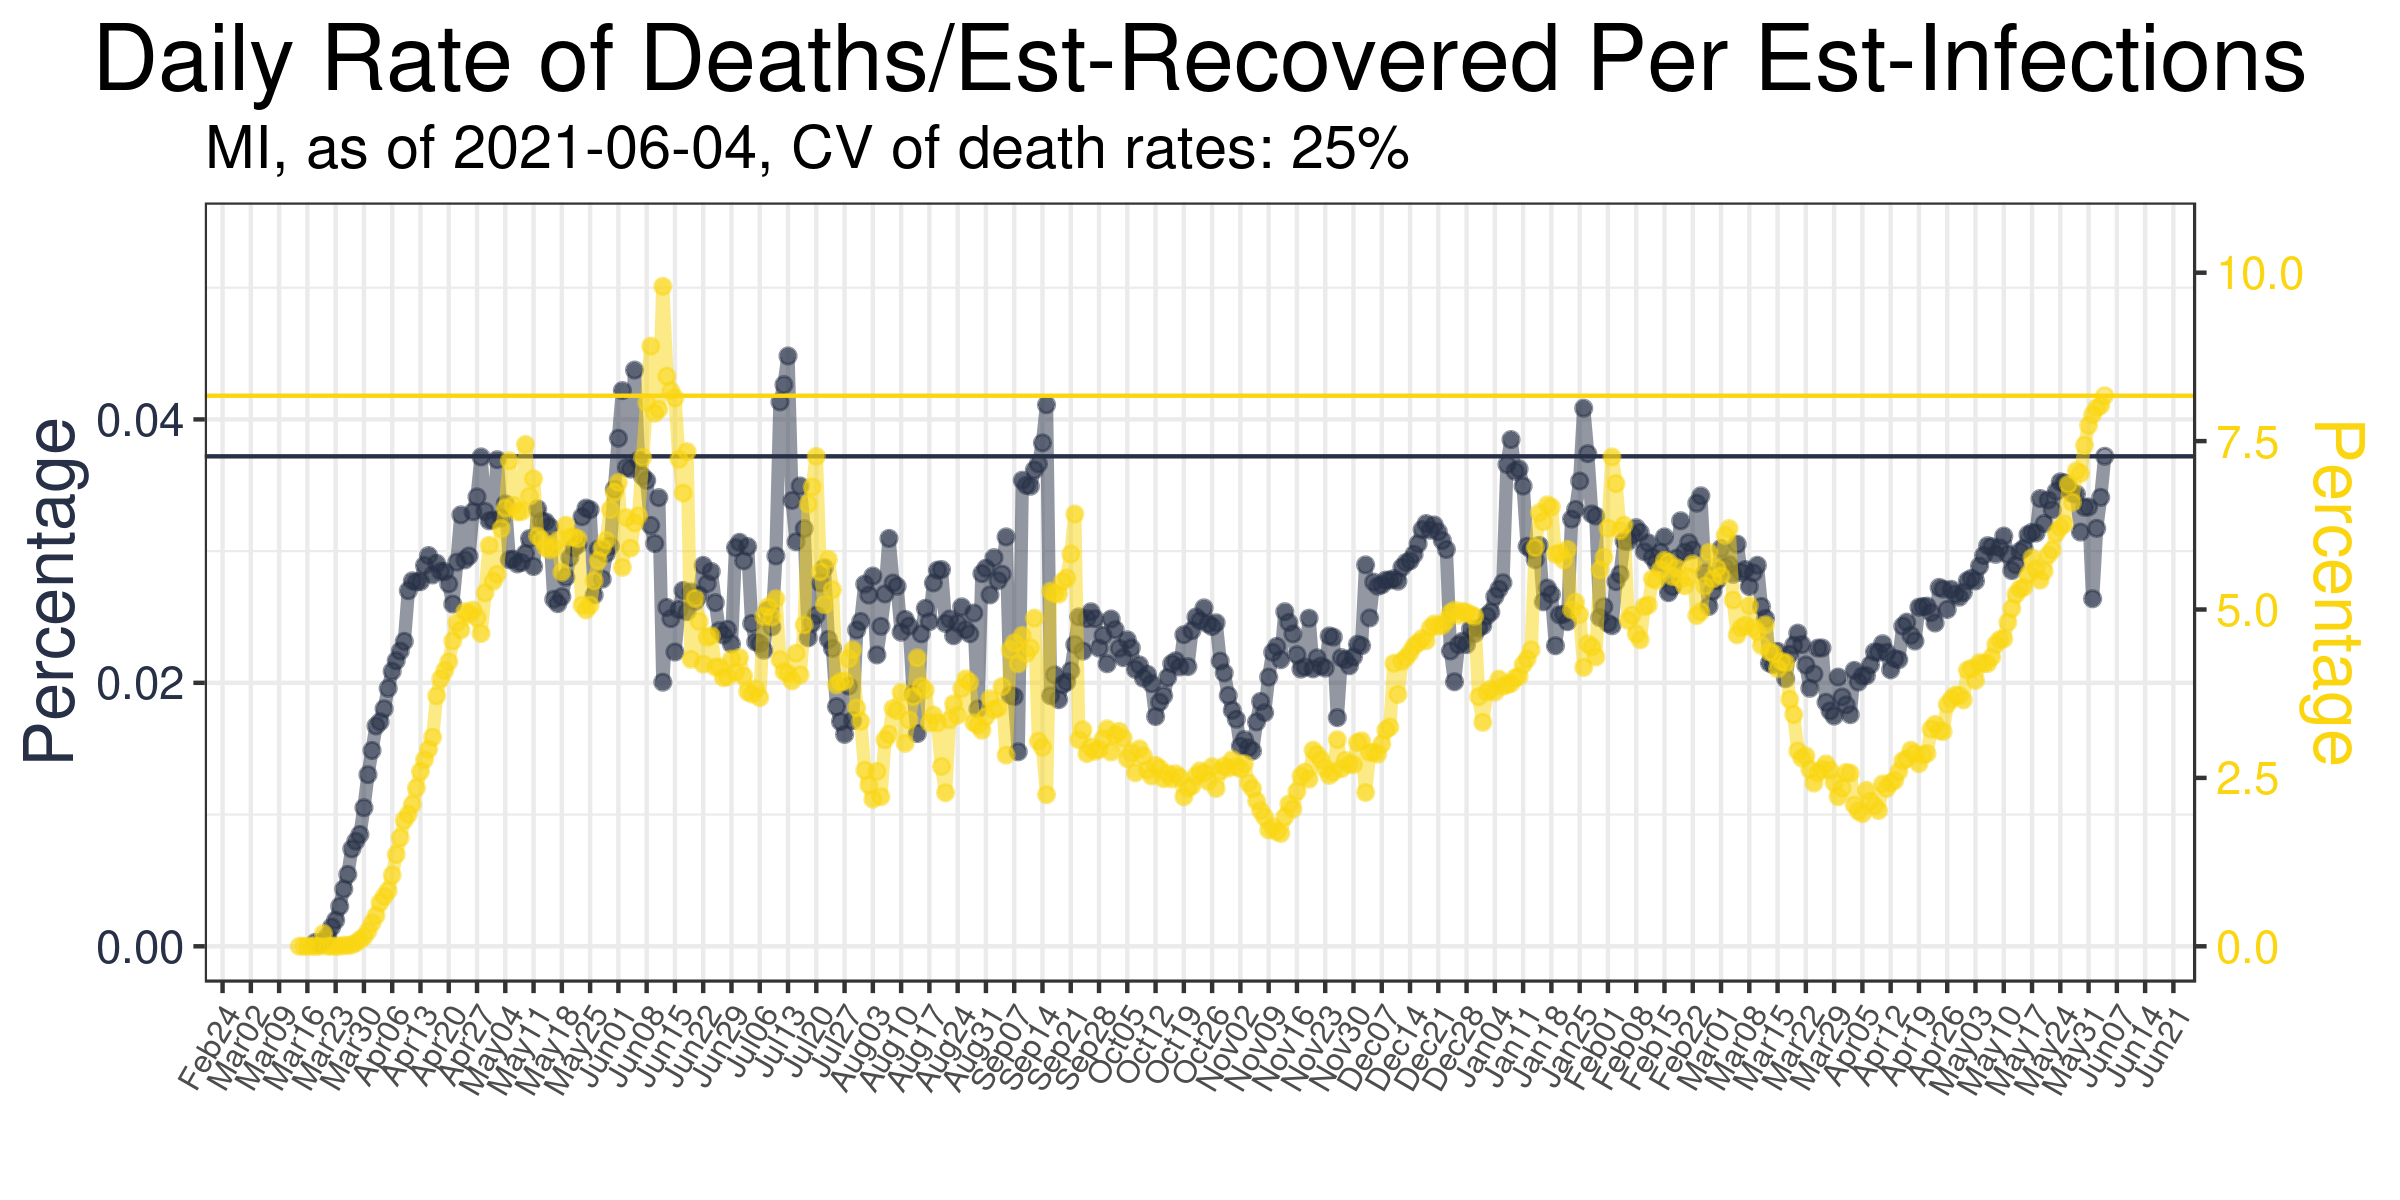 Daily Rate of Deaths/Est-Recovered Per Est-Infections
MI, as of 2021-06-04, CV of death rates: 25%
Percentage
0.04
0.02
0.00
10.0
7.5
5.0
2.5
0.0
Percentage
Feb24
Mar02
Mar09
Mar16
Mar23
Mar30
Apr06
Apr13
Apr20
Apr27
May04
May11
May18
May25
Jun01
Jun08
Jun15
Jun22
Jun29
Jul06
Jul13
Jul20
Jul27
Aug03
Aug10
Aug17
Aug24
Aug31
Sep07
Sep14
Sep21
Sep28
Oct05
Oct12
Oct19
Oct26
Nov02
Nov09
Nov16
Nov23
Nov30
Dec07
Dec14
Dec21
Dec28
Jan04
Jan11
Jan18
Jan25
Feb01
Feb08
Feb15
Feb22
Mar01
Mar08
Mar15
Mar22
Mar29
Apr05
Apr12
Apr19
Apr26
May03
May10
May17
May24
May31
Jun07
Jun14
Jun21